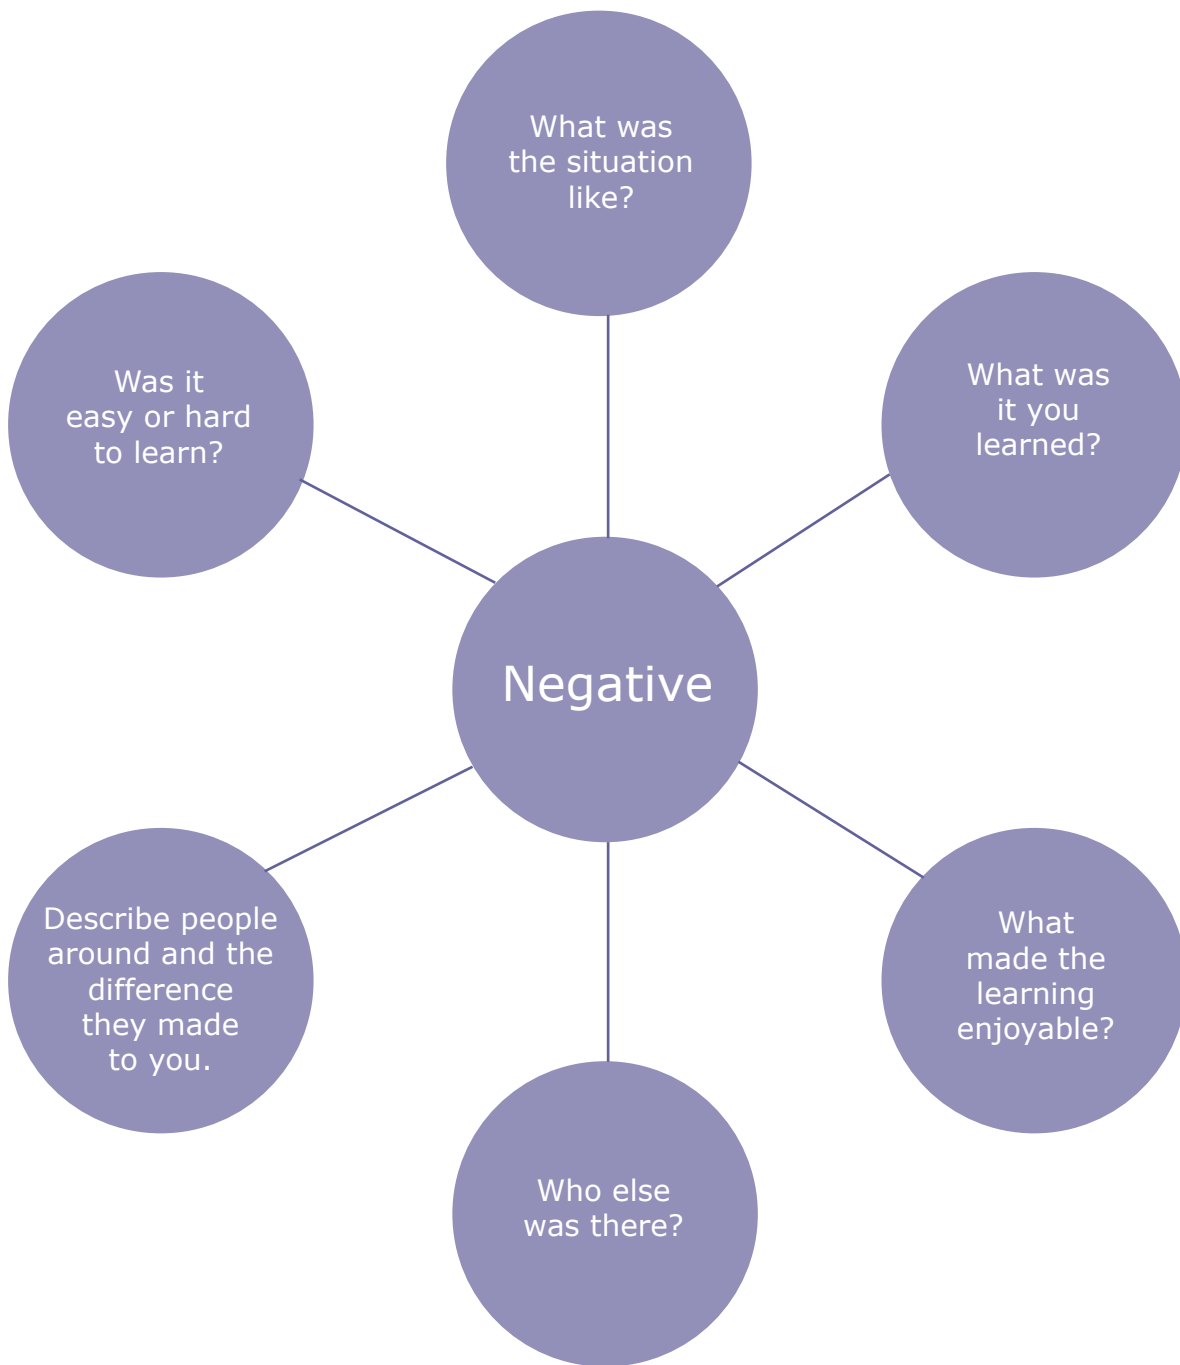 What was
the situation
like?
Was it
easy or hard
to learn?
What was
it you
learned?
Negative
Describe people
around and the
difference
they made
to you.
What
made the
learning
enjoyable?
Who else
was there?